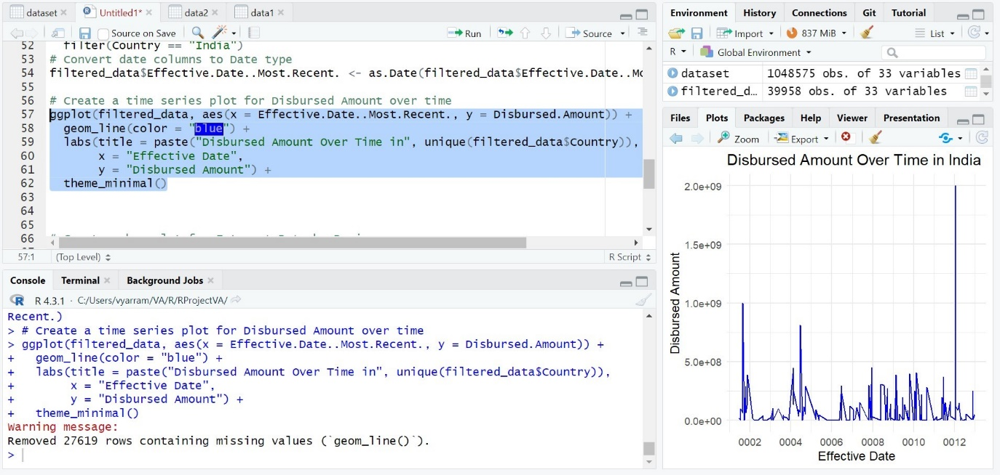 dataset
Untitled1*
data2
data1
Source on Save
Run
Source
52 filter(Country == "India")
53 # Convert date columns to Date type
54 filtered_data$Effective.Date..Most.Recent. <- as.Date(filtered_data$Effective.Date..Mo
55
56 # Create a time series plot for Disbursed Amount over time
57 ggplot(filtered_data, aes(x = Effective.Date..Most.Recent., y = Disbursed.Amount)) +
58 geom_line(color = "blue") +
59 labs(title = paste("Disbursed Amount Over Time in", unique(filtered_data$Country)),
60 x = "Effective Date",
61 y = "Disbursed Amount") +
62 theme_minimal()
63
64
65
66
57:1 (Top Level) R Script
Console Terminal Background Jobs
R 4.3.1 · C:/Users/vyarram/VA/R/RProjectVA/
Recent.)
> # Create a time series plot for Disbursed Amount over time
> ggplot(filtered_data, aes(x = Effective.Date..Most.Recent., y = Disbursed.Amount)) +
+ geom_line(color = "blue") +
+ labs(title = paste("Disbursed Amount Over Time in", unique(filtered_data$Country)),
+ x = "Effective Date",
+ y = "Disbursed Amount") +
+ theme_minimal()
Warning message:
Removed 27619 rows containing missing values (`geom_line()`).
>
Environment History Connections Git Tutorial
Import 837 MiB List
R Global Environment
dataset 1048575 obs. of 33 variables
filtered_d... 39958 obs. of 33 variables
Files Plots Packages Help Viewer Presentation
Zoom Export
Disbursed Amount Over Time in India
Disbursed Amount
2.0e+09
1.5e+09
1.0e+09
5.0e+08
0.0e+00
0002 0004 0006 0008 0010 0012
Effective Date